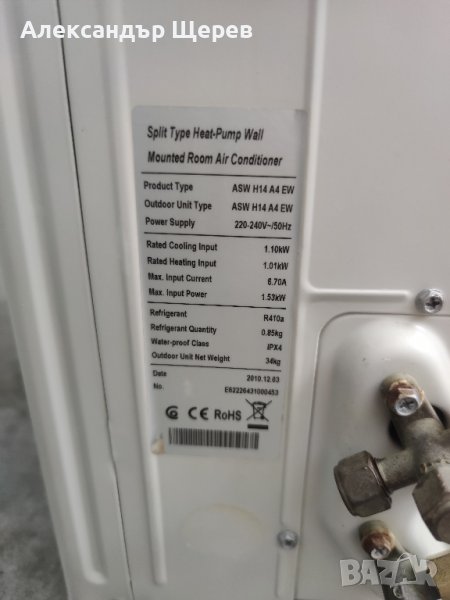 Александър Щерев
Split Type Heat-Pump Wall
Mounted Room Air Conditioner
Product Type ASW H14 A4 EW
Outdoor Unit Type ASW H14 A4 EW
Power Supply 220-240V~/50Hz
Rated Cooling Input 1.10kW
Rated Heating Input 1.01kW
Max. Input Current 6.70A
Max. Input Power 1.53kW
Refrigerant R410a
Refrigerant Quantity 0.85kg
Water-proof Class IPX4
Outdoor Unit Net Weight 34kg
Date 2010.12.03
No. E62226431000453
CE RoHS
bazar